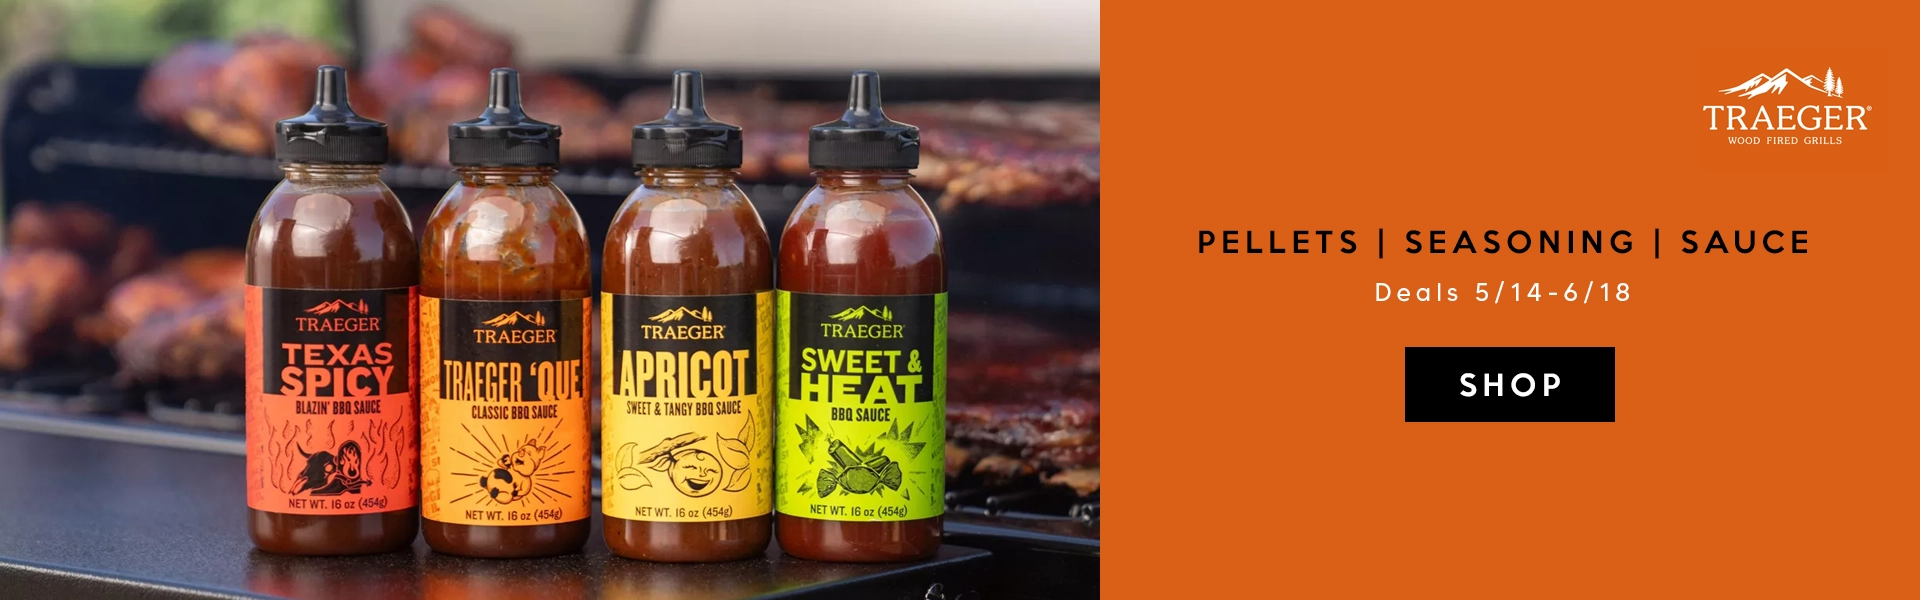 TRAEGER
TEXAS
SPICY
BLAZIN' BBQ SAUCE
NET WT. 16 oz (454g)
TRAEGER
TRAEGER 'QUE
CLASSIC BBQ SAUCE
NET WT. 16 oz (454g)
TRAEGER
APRICOT
SWEET & TANGY BBQ SAUCE
NET WT. 16 oz (454g)
TRAEGER
SWEET &
HEAT
BBQ SAUCE
NET WT. 16 oz (454g)
TRAEGER®
WOOD FIRED GRILLS
PELLETS | SEASONING | SAUCE
Deals 5/14-6/18
SHOP